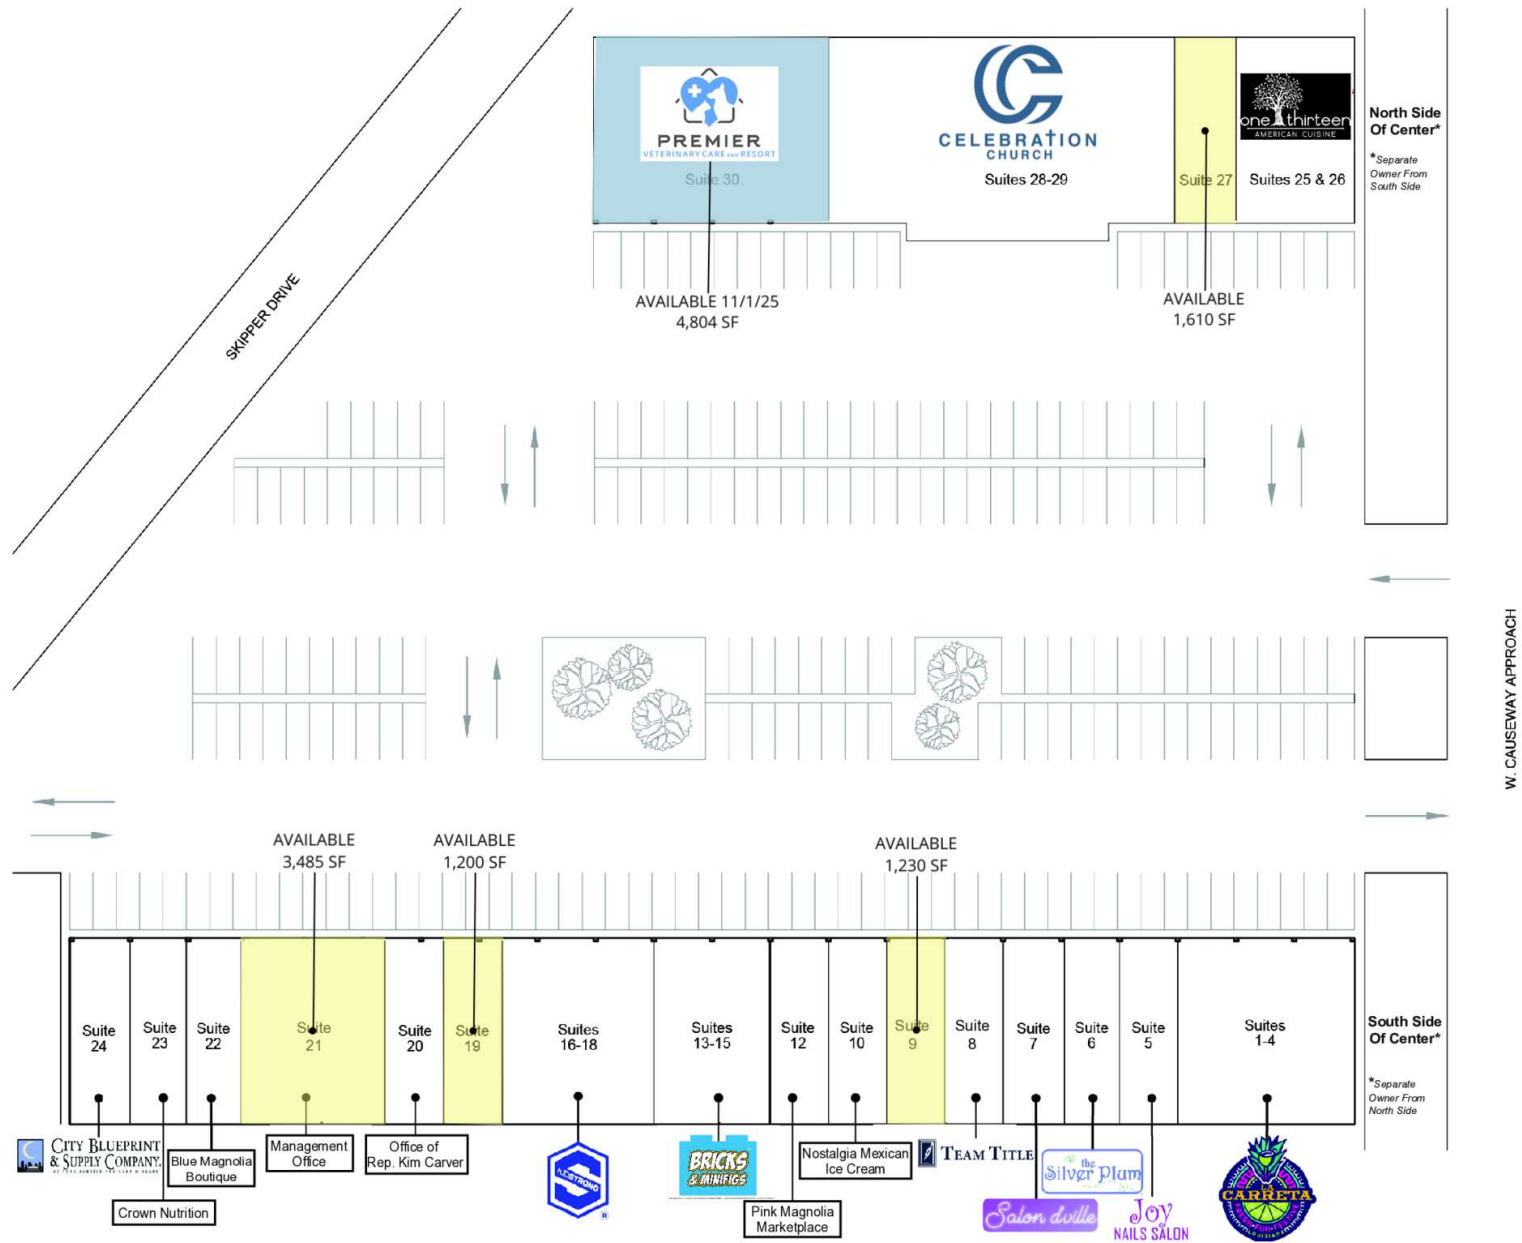 PREMIER
VETERINARY CARE AND RESORT
Suite 30
CELEBRATION
CHURCH
Suites 28-29
Suite 27
one thirteen
AMERICAN CUISINE
Suites 25 & 26
North Side
Of Center*
*Separate
Owner From
South Side
AVAILABLE 11/1/25
4,804 SF
AVAILABLE
1,610 SF
SKIPPER DRIVE
W. CAUSEWAY APPROACH
AVAILABLE
3,485 SF
AVAILABLE
1,200 SF
AVAILABLE
1,230 SF
Suite
24
Suite
23
Suite
22
Suite
21
Suite
20
Suite
19
Suites
16-18
Suites
13-15
Suite
12
Suite
10
Suite
9
Suite
8
Suite
7
Suite
6
Suite
5
Suites
1-4
South Side
Of Center*
*Separate
Owner From
North Side
CITY BLUEPRINT
& SUPPLY COMPANY.
Crown Nutrition
Blue Magnolia
Boutique
Management
Office
Office of
Rep. Kim Carver
®
BRICKS
& MINIFIGS
Pink Magnolia
Marketplace
Nostalgia Mexican
Ice Cream
TEAM TITLE
Salon dville
the
Silver Plum
Joy
NAILS SALON
CARRETA